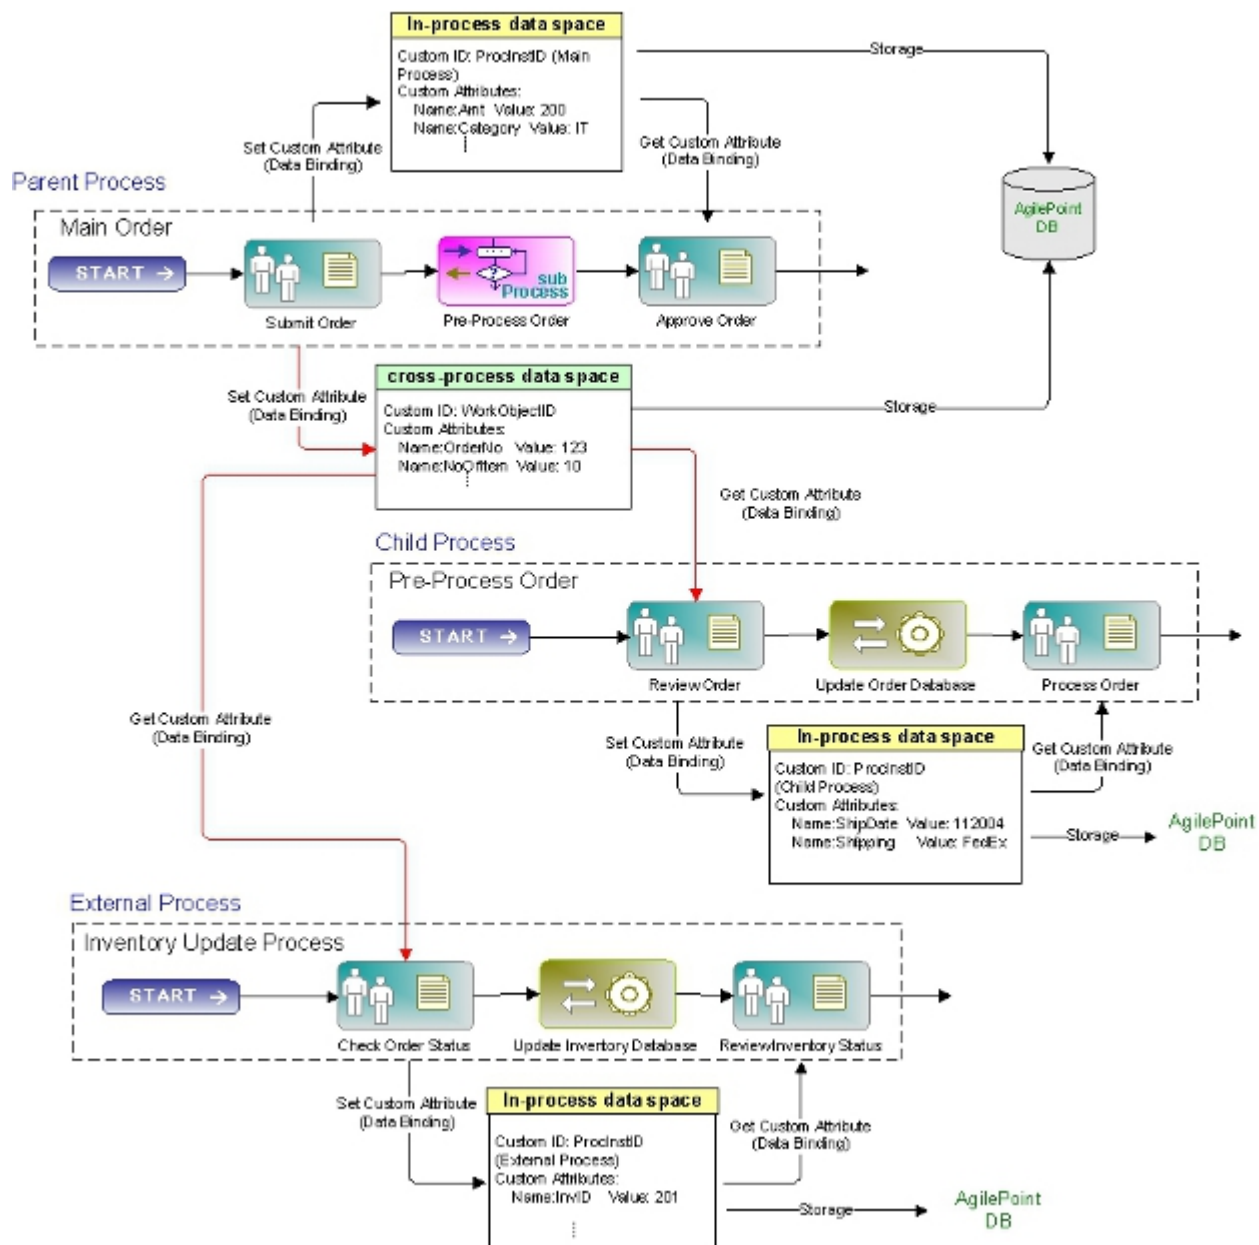 In-process data space
Custom ID: ProcInstID (Main
Process)
Custom Attributes:
Name:Amt Value: 200
Name:Category Value: IT
Storage
Set Custom Attribute
(Data Binding)
Get Custom Attribute
(Data Binding)
AgilePoint
DB
Parent Process
Main Order
START
Submit Order
sub
Process
Pre-Process Order
Approve Order
cross-process data space
Custom ID: WorkObjectID
Custom Attributes:
Name:OrderNo Value: 123
Name:NoOfItem Value: 10
Set Custom Attribute
(Data Binding)
Storage
Get Custom Attribute
(Data Binding)
Child Process
Pre-Process Order
START
Review Order
Update Order Database
Process Order
Get Custom Attribute
(Data Binding)
Set Custom Attribute
(Data Binding)
In-process data space
Custom ID: ProcInstID
(Child Process)
Custom Attributes:
Name:ShipDate Value: 112004
Name:Shipping Value: FedEx
Get Custom Attribute
(Data Binding)
Storage
AgilePoint
DB
External Process
Inventory Update Process
START
Check Order Status
Update Inventory Database
ReviewInventory Status
Set Custom Attribute
(Data Binding)
In-process data space
Custom ID: ProcInstID
(External Process)
Custom Attributes:
Name:InvID Value: 201
Get Custom Attribute
(Data Binding)
Storage
AgilePoint
DB